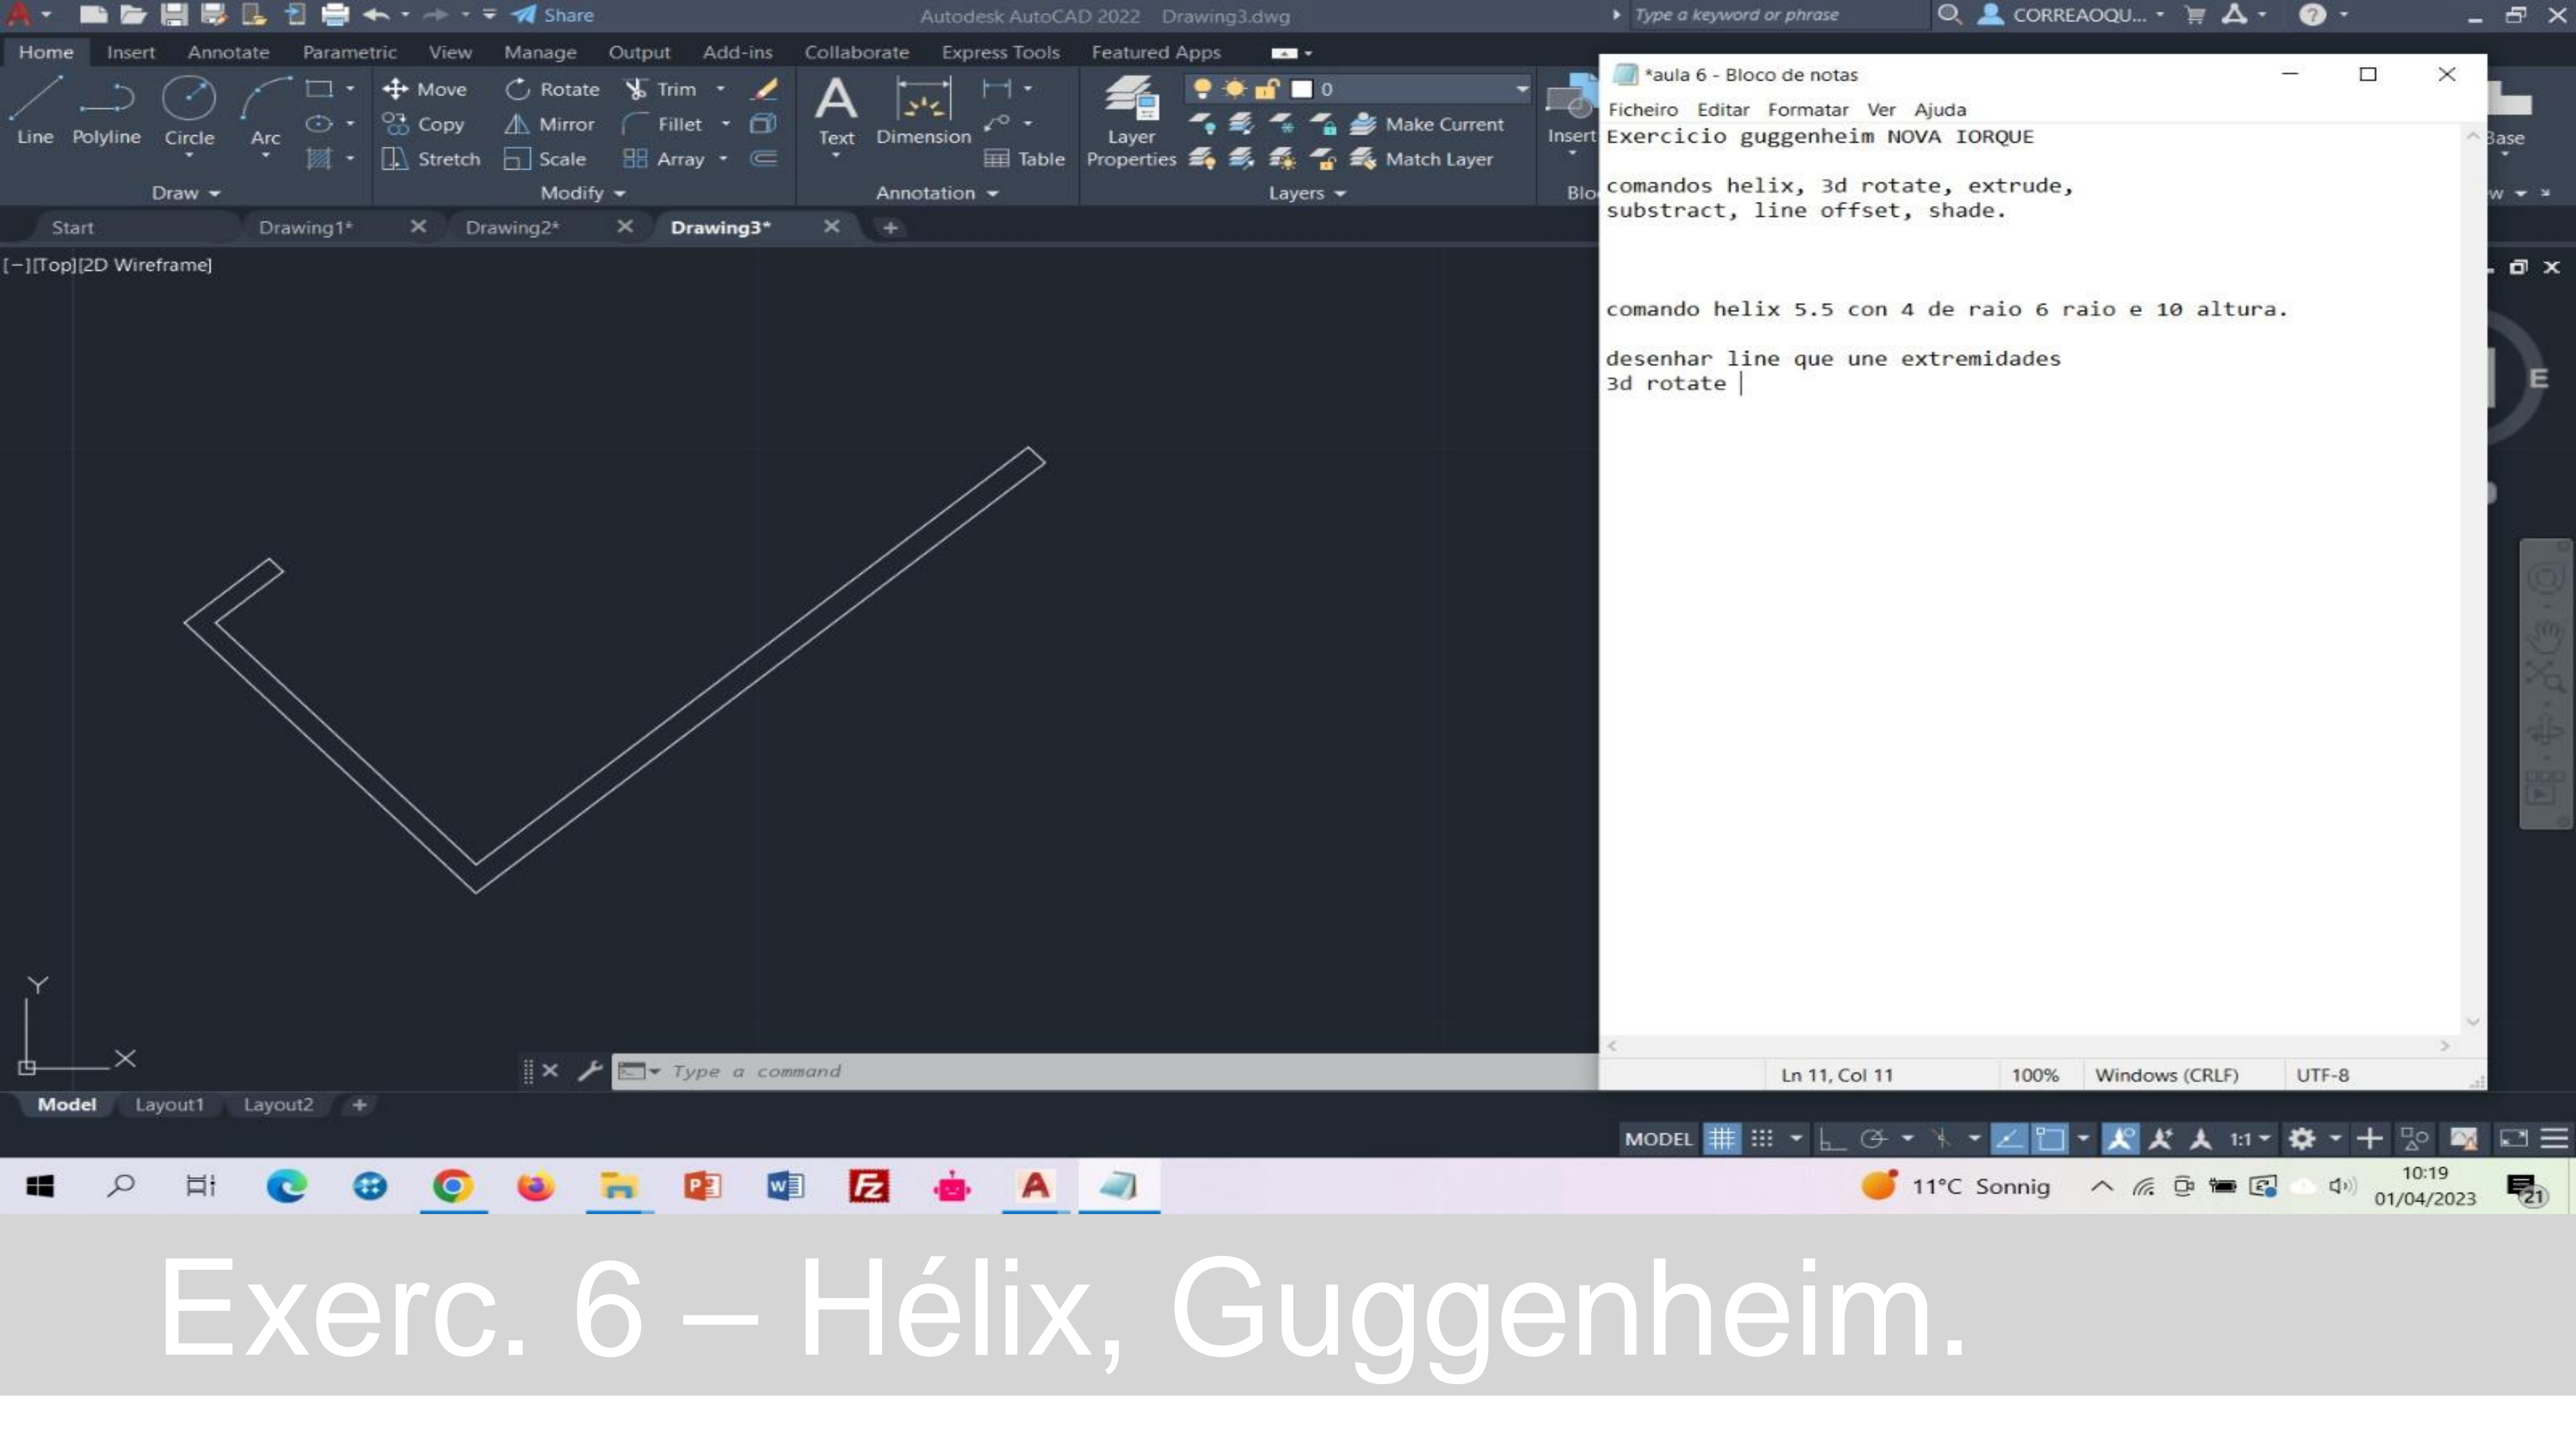 Share
Autodesk AutoCAD 2022 Drawing3.dwg
Type a keyword or phrase
CORREAOQU...
Home Insert Annotate Parametric View Manage Output Add-ins Collaborate Express Tools Featured Apps
Line Polyline Circle Arc
Move Rotate Trim
Copy Mirror Fillet
Stretch Scale Array
Text Dimension
Table
Layer
Properties
0
Make Current
Match Layer
Insert
Base
Draw Modify Annotation Layers Blo w
Start Drawing1* Drawing2* Drawing3*
[−][Top][2D Wireframe]
*aula 6 - Bloco de notas
Ficheiro Editar Formatar Ver Ajuda
Exercicio guggenheim NOVA IORQUE
comandos helix, 3d rotate, extrude,
substract, line offset, shade.
comando helix 5.5 con 4 de raio 6 raio e 10 altura.
desenhar line que une extremidades
3d rotate
Ln 11, Col 11 100% Windows (CRLF) UTF-8
E
Y
X
Type a command
Model Layout1 Layout2 +
MODEL 1:1
11°C Sonnig
10:19
01/04/2023
21
Exerc. 6 – Hélix, Guggenheim.